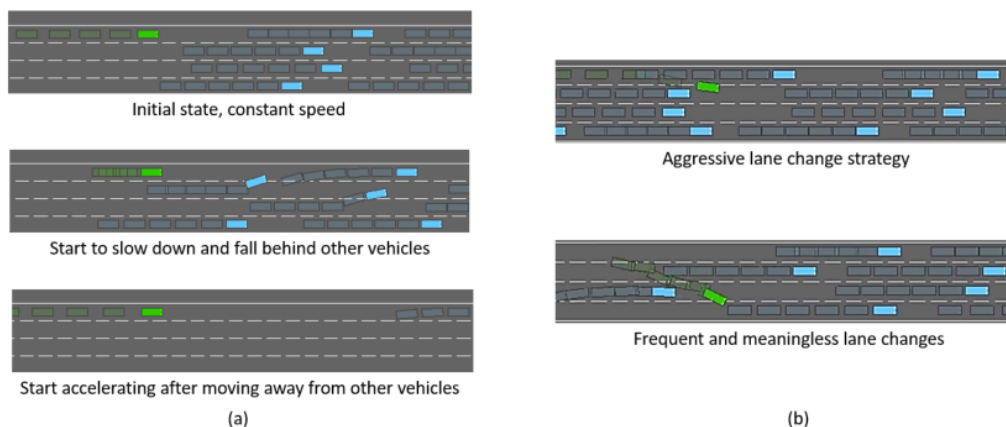 Initial state, constant speed
Start to slow down and fall behind other vehicles
Start accelerating after moving away from other vehicles
(a)
Aggressive lane change strategy
Frequent and meaningless lane changes
(b)